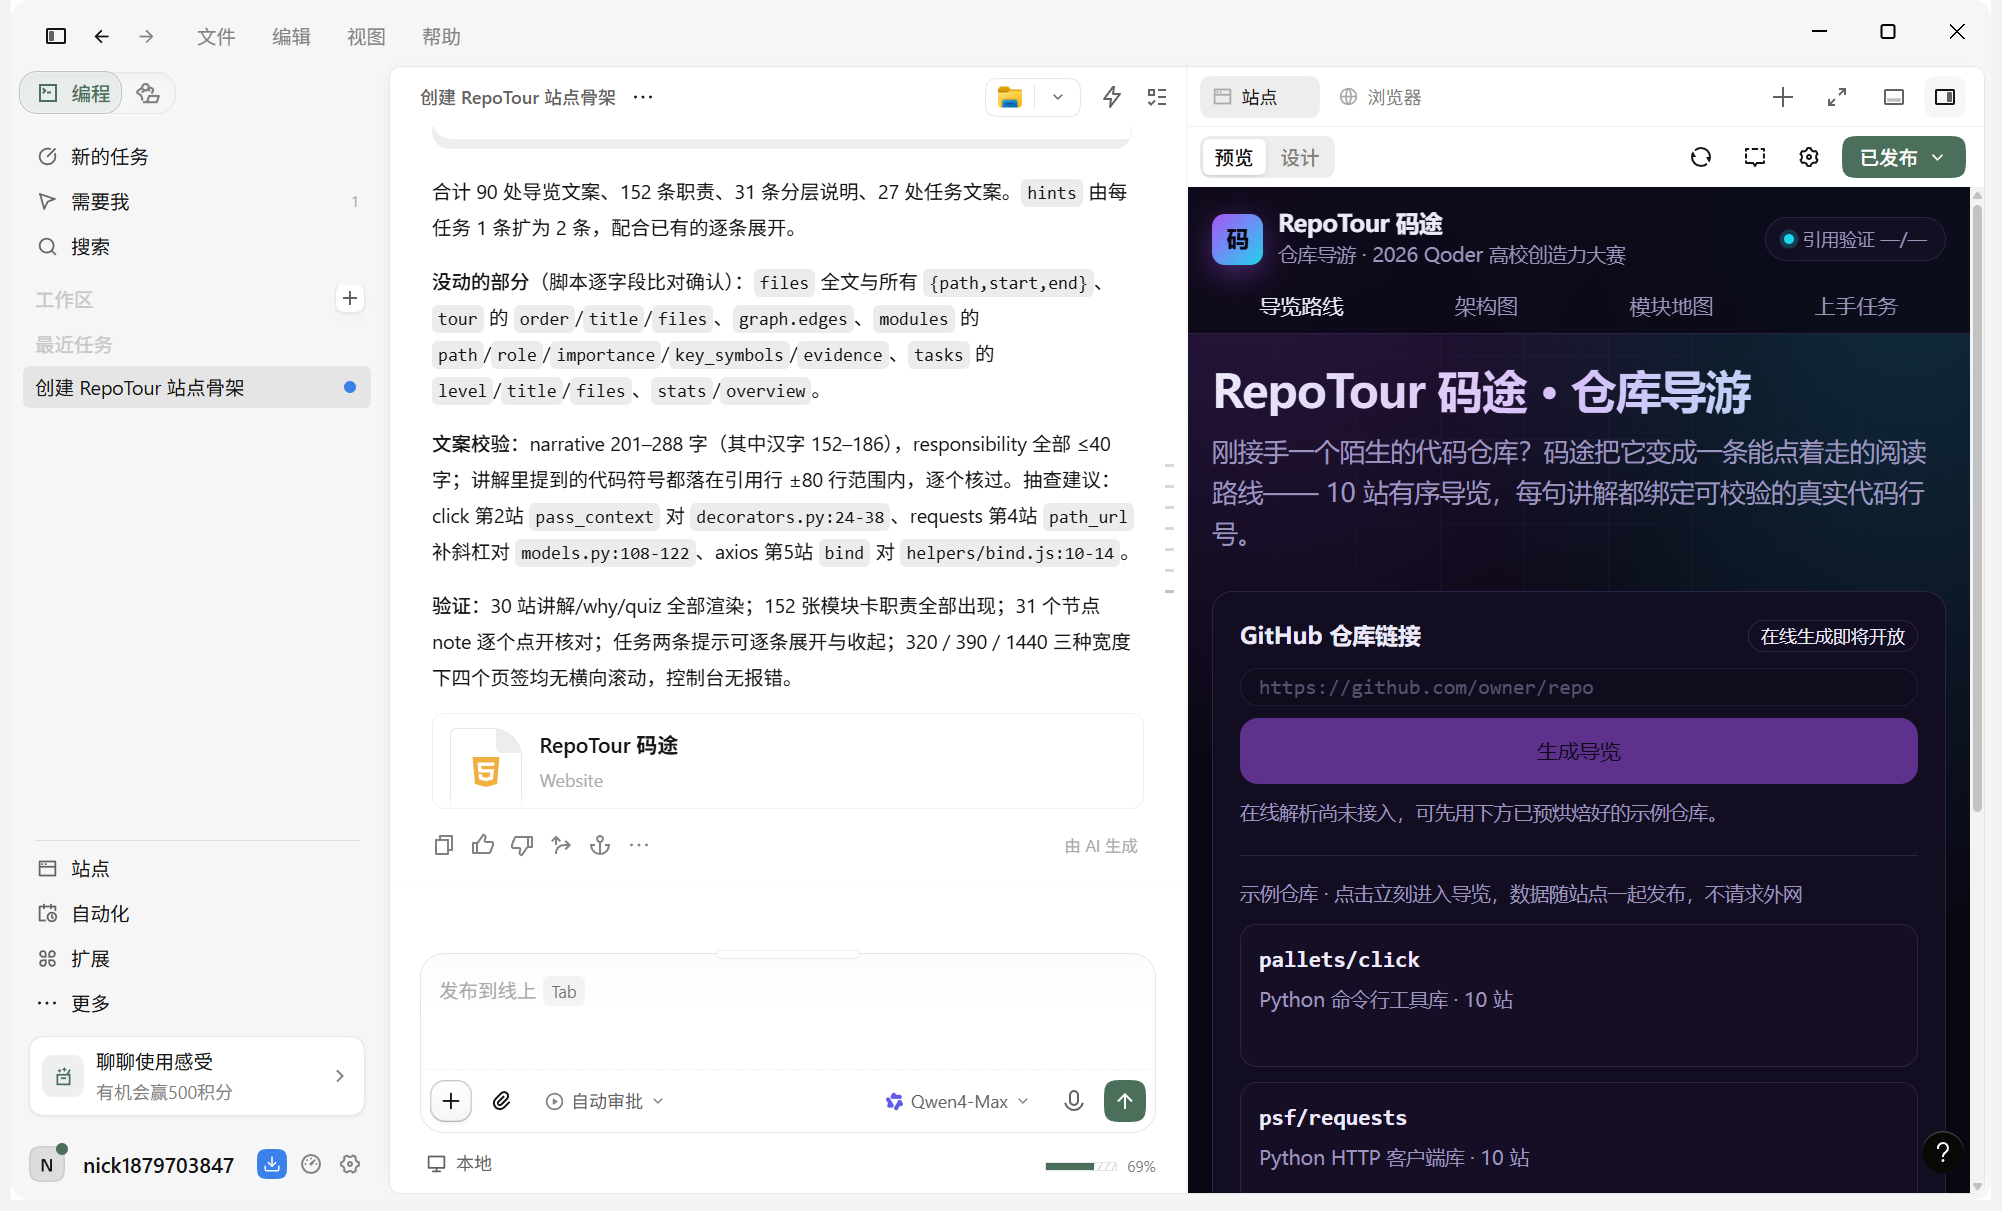 文件 编辑 视图 帮助
编程
新的任务
需要我 1
搜索
工作区
最近任务
创建 RepoTour 站点骨架
站点
自动化
扩展
更多
聊聊使用感受
有机会赢500积分
N nick1879703847
创建 RepoTour 站点骨架
合计 90 处导览文案、152 条职责、31 条分层说明、27 处任务文案。hints 由每
任务 1 条扩为 2 条，配合已有的逐条展开。
没动的部分（脚本逐字段比对确认）：files 全文与所有 {path,start,end}、
tour 的 order/title/files、graph.edges、modules 的
path/role/importance/key_symbols/evidence、tasks 的
level/title/files、stats/overview。
文案校验：narrative 201–288 字（其中汉字 152–186），responsibility 全部 ≤40
字；讲解里提到的代码符号都落在引用行 ±80 行范围内，逐个核过。抽查建议：
click 第2站 pass_context 对 decorators.py:24-38、requests 第4站 path_url
补斜杠对 models.py:108-122、axios 第5站 bind 对 helpers/bind.js:10-14。
验证：30 站讲解/why/quiz 全部渲染；152 张模块卡职责全部出现；31 个节点
note 逐个点开核对；任务两条提示可逐条展开与收起；320 / 390 / 1440 三种宽度
下四个页签均无横向滚动，控制台无报错。
5
RepoTour 码途
Website
由 AI 生成
发布到线上 Tab
自动审批
Qwen4-Max
本地
69%
站点 浏览器
预览 设计
已发布
码
RepoTour 码途
仓库导游 · 2026 Qoder 高校创造力大赛
引用验证 —/—
导览路线 架构图 模块地图 上手任务
RepoTour 码途 • 仓库导游
刚接手一个陌生的代码仓库？码途把它变成一条能点着走的阅读
路线—— 10 站有序导览，每句讲解都绑定可校验的真实代码行
号。
GitHub 仓库链接
在线生成即将开放
https://github.com/owner/repo
生成导览
在线解析尚未接入，可先用下方已预烘焙好的示例仓库。
示例仓库 · 点击立刻进入导览，数据随站点一起发布，不请求外网
pallets/click
Python 命令行工具库 · 10 站
psf/requests
Python HTTP 客户端库 · 10 站
?